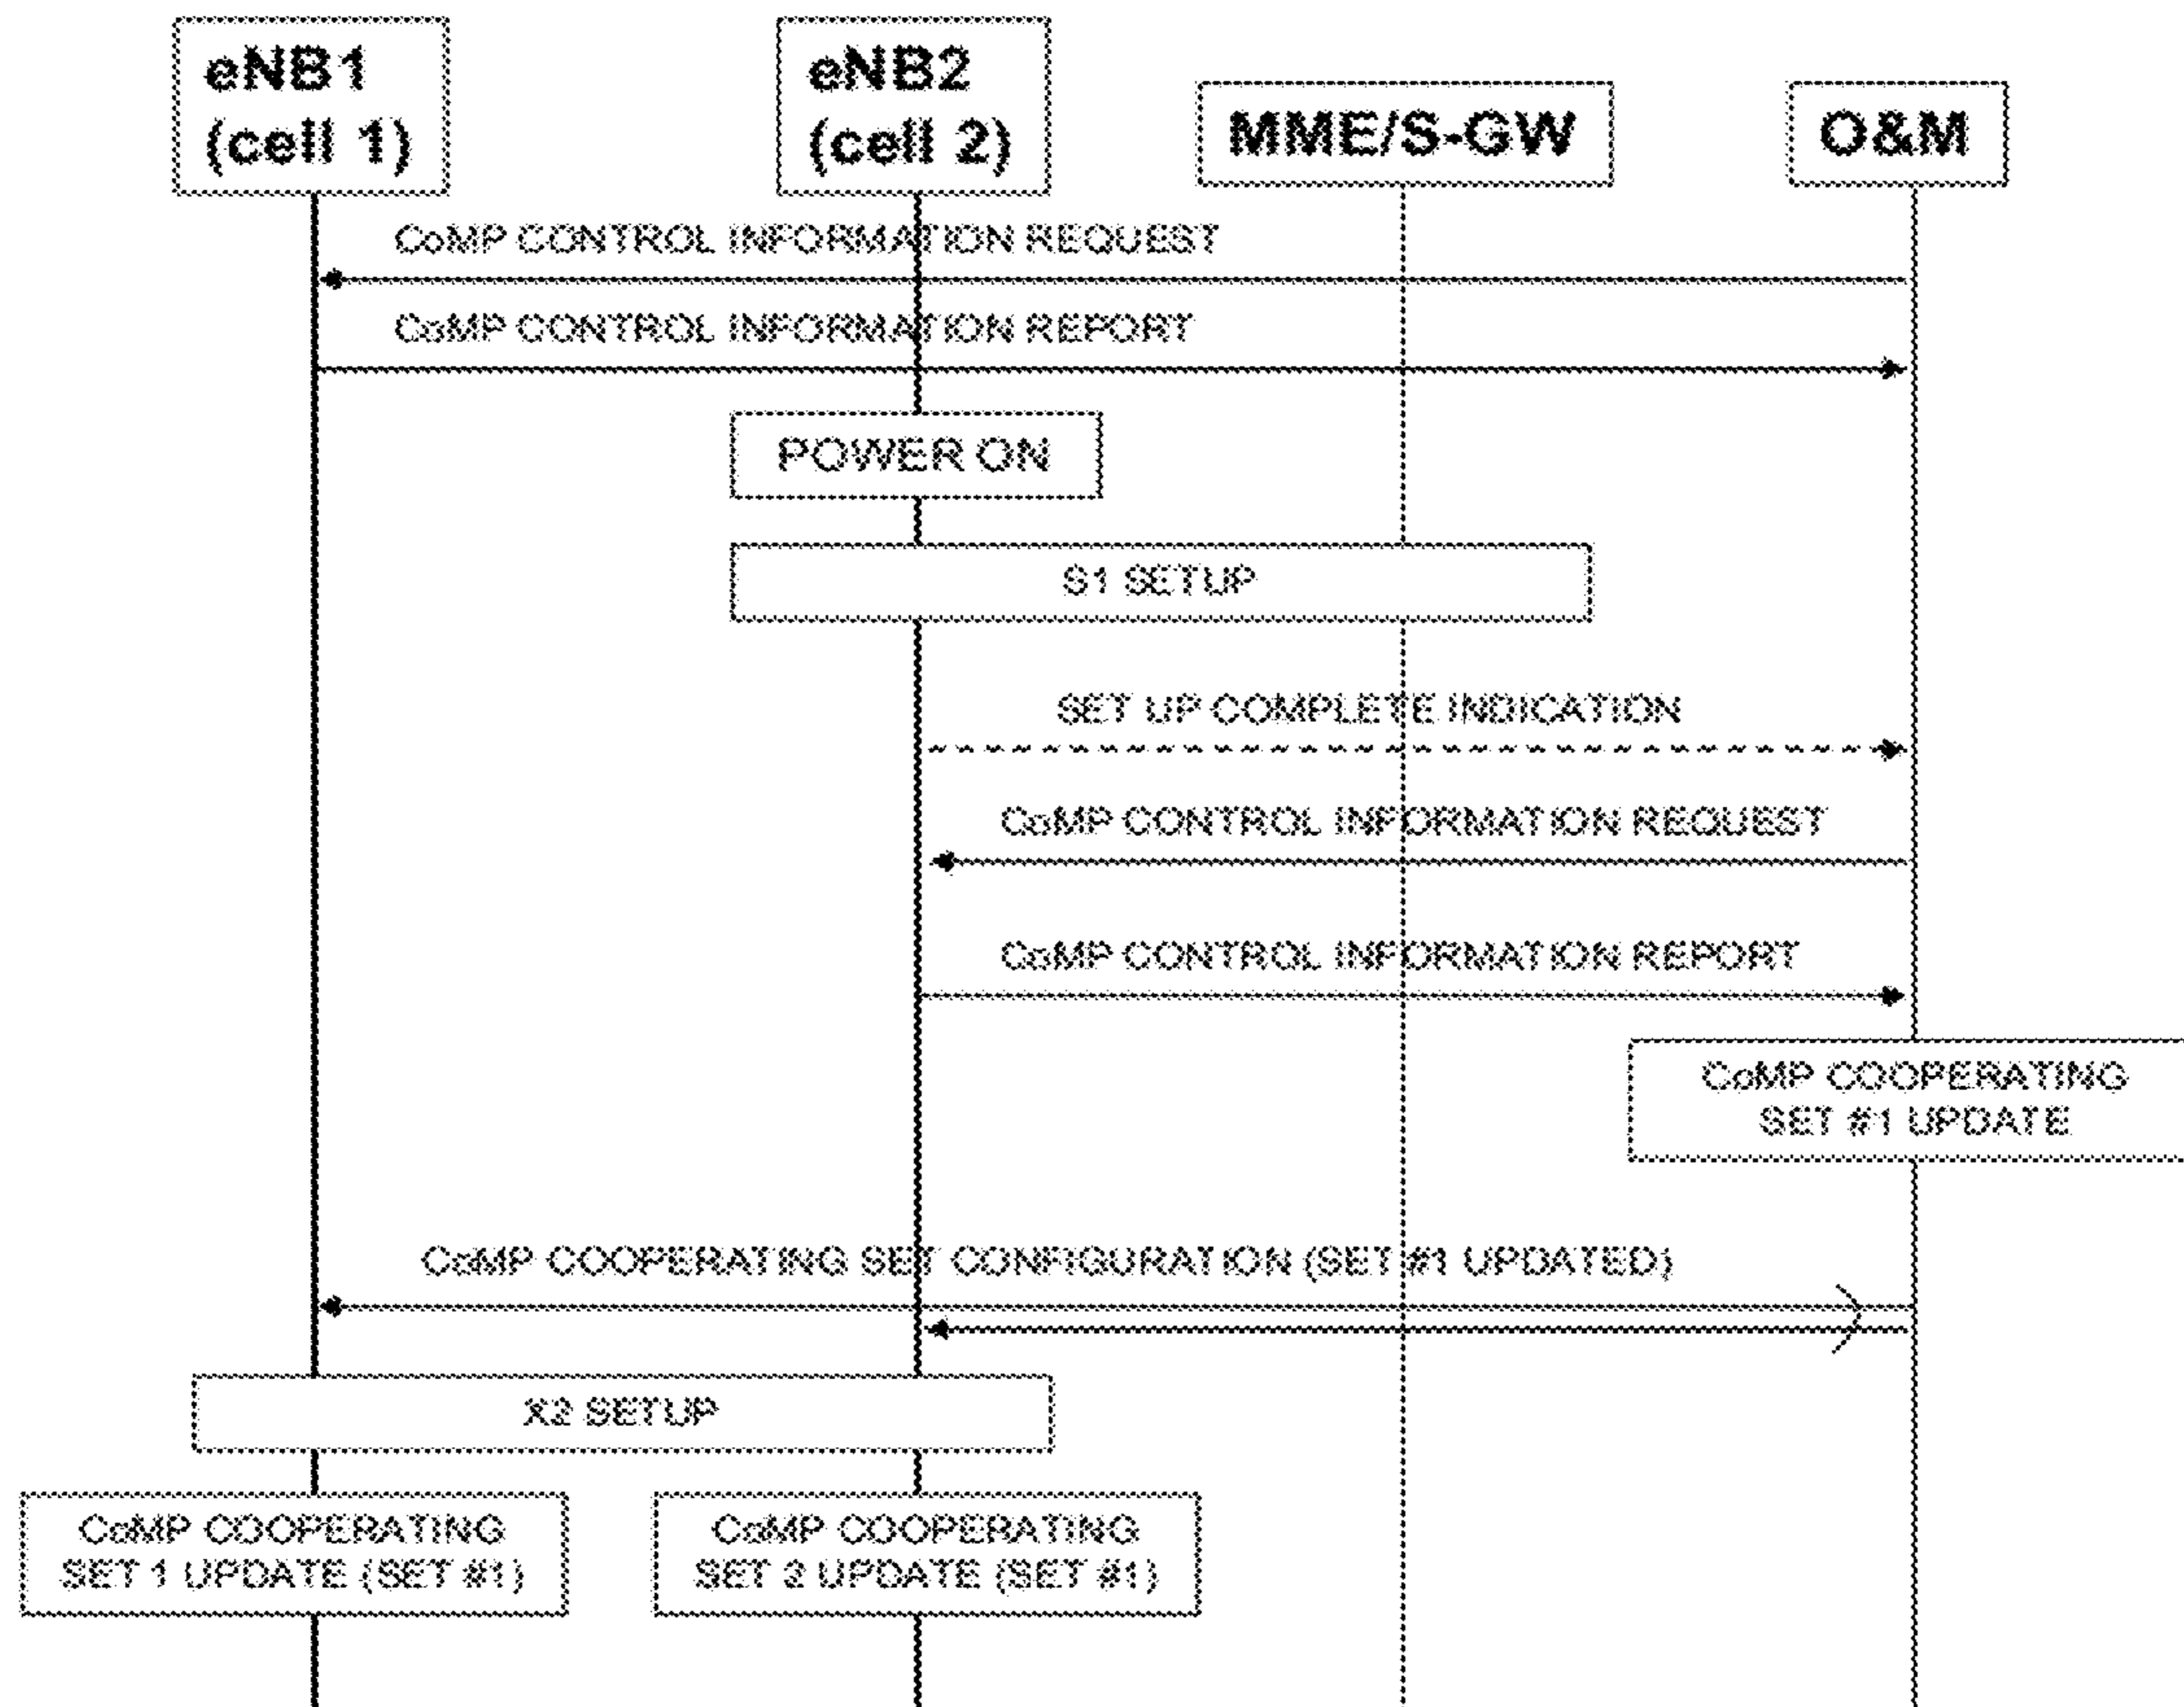 eNB1
(cell 1)
eNB2
(cell 2)
MME/S-GW
O&M
CoMP CONTROL INFORMATION REQUEST
CoMP CONTROL INFORMATION REPORT
POWER ON
S1 SETUP
SET UP COMPLETE INDICATION
CoMP CONTROL INFORMATION REQUEST
CoMP CONTROL INFORMATION REPORT
CoMP COOPERATING
SET #1 UPDATE
CoMP COOPERATING SET CONFIGURATION (SET #1 UPDATED)
X2 SETUP
CoMP COOPERATING
SET 1 UPDATE (SET #1)
CoMP COOPERATING
SET 2 UPDATE (SET #1)